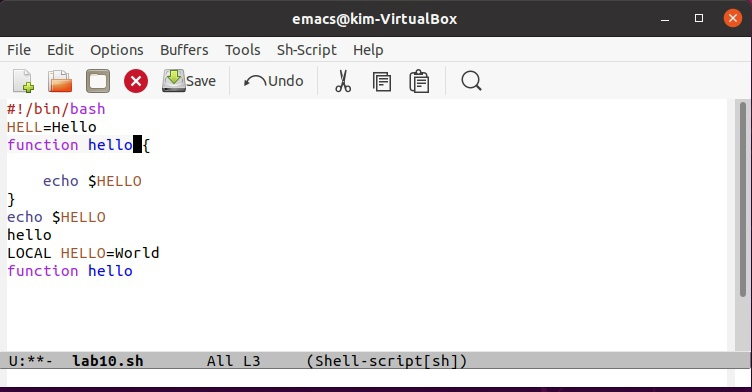 emacs@kim-VirtualBox
File Edit Options Buffers Tools Sh-Script Help
Save Undo
#!/bin/bash
HELL=Hello
function hello {
    echo $HELLO
}
echo $HELLO
hello
LOCAL HELLO=World
function hello
U:**-  lab10.sh       All L3     (Shell-script[sh])